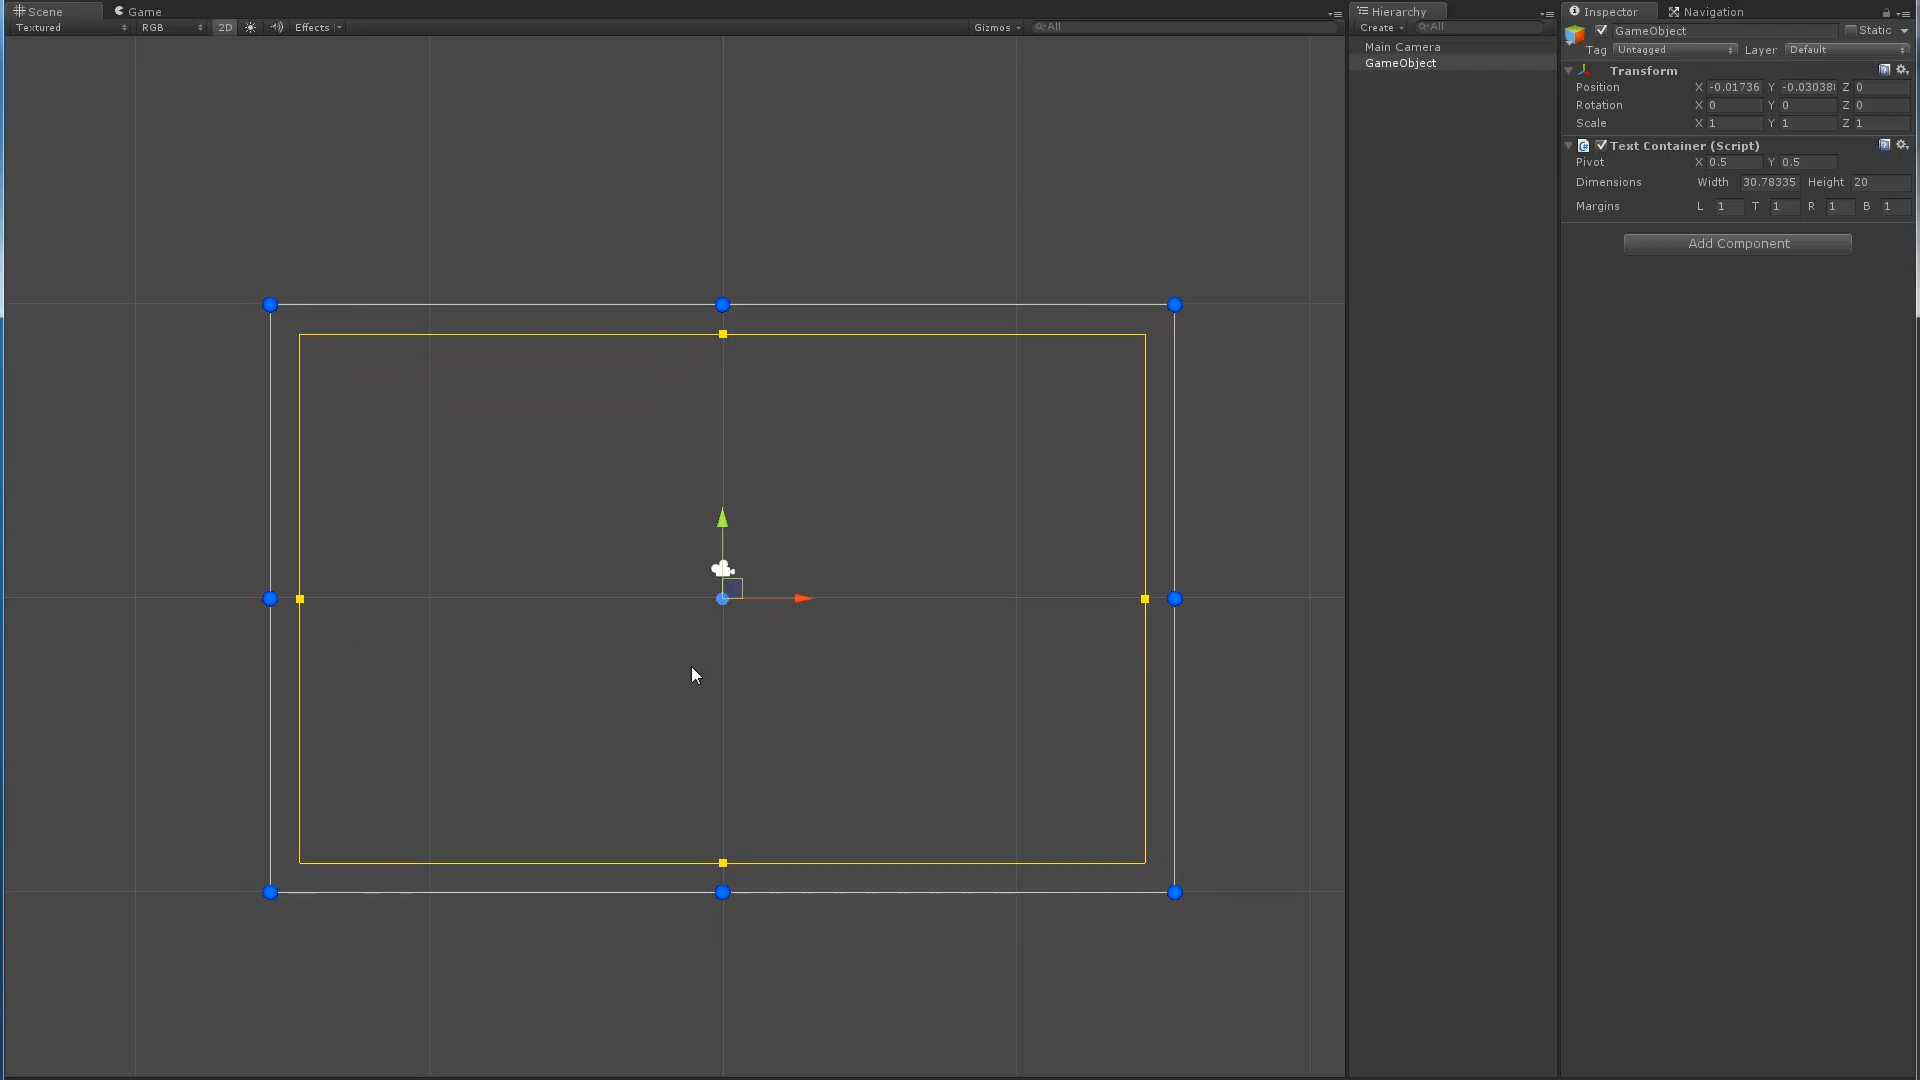 Scene Game
Textured RGB 2D Effects Gizmos All
Hierarchy
Create All
Main Camera
GameObject
Inspector Navigation
GameObject Static
Tag Untagged Layer Default
Transform
Position X -0.01736 Y -0.03038 Z 0
Rotation X 0 Y 0 Z 0
Scale X 1 Y 1 Z 1
Text Container (Script)
Pivot X 0.5 Y 0.5
Dimensions Width 30.78335 Height 20
Margins L 1 T 1 R 1 B 1
Add Component